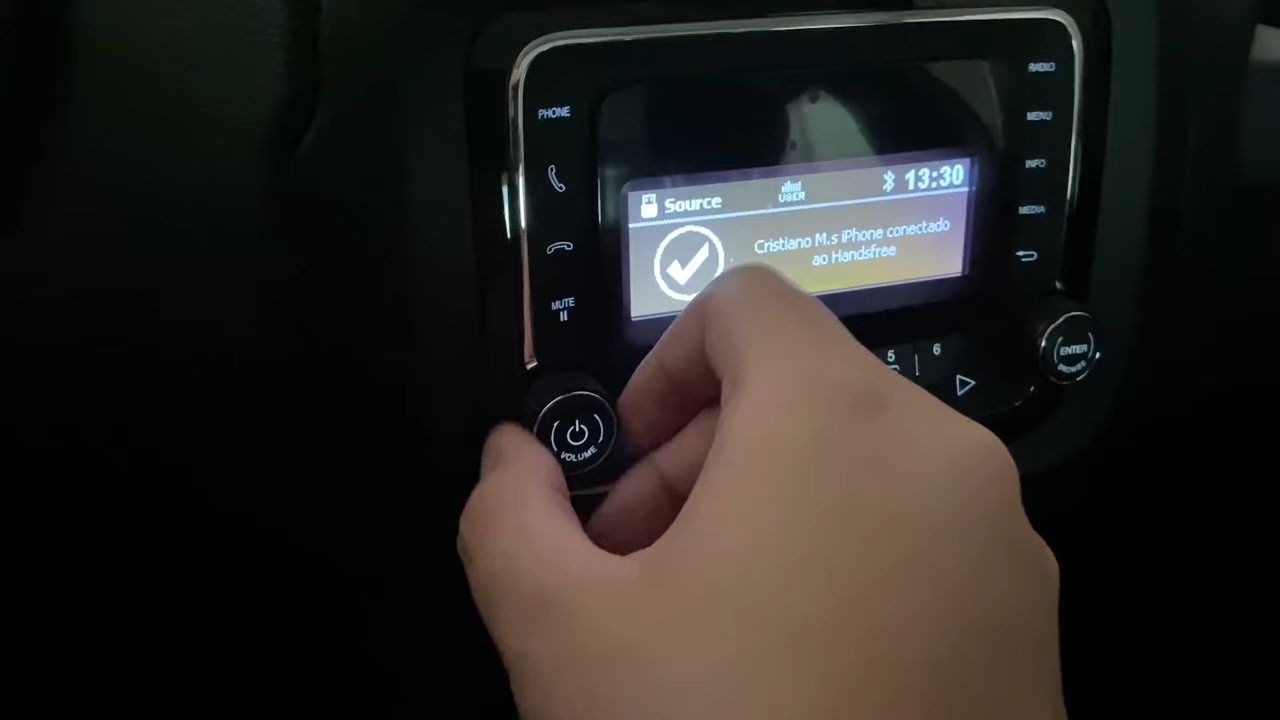 PHONE
MUTE
Source
USER
13:30
Cristiano M.s iPhone conectado
ao Handsfree
RADIO
MENU
INFO
MEDIA
5
6
ENTER
BROWSE
VOLUME